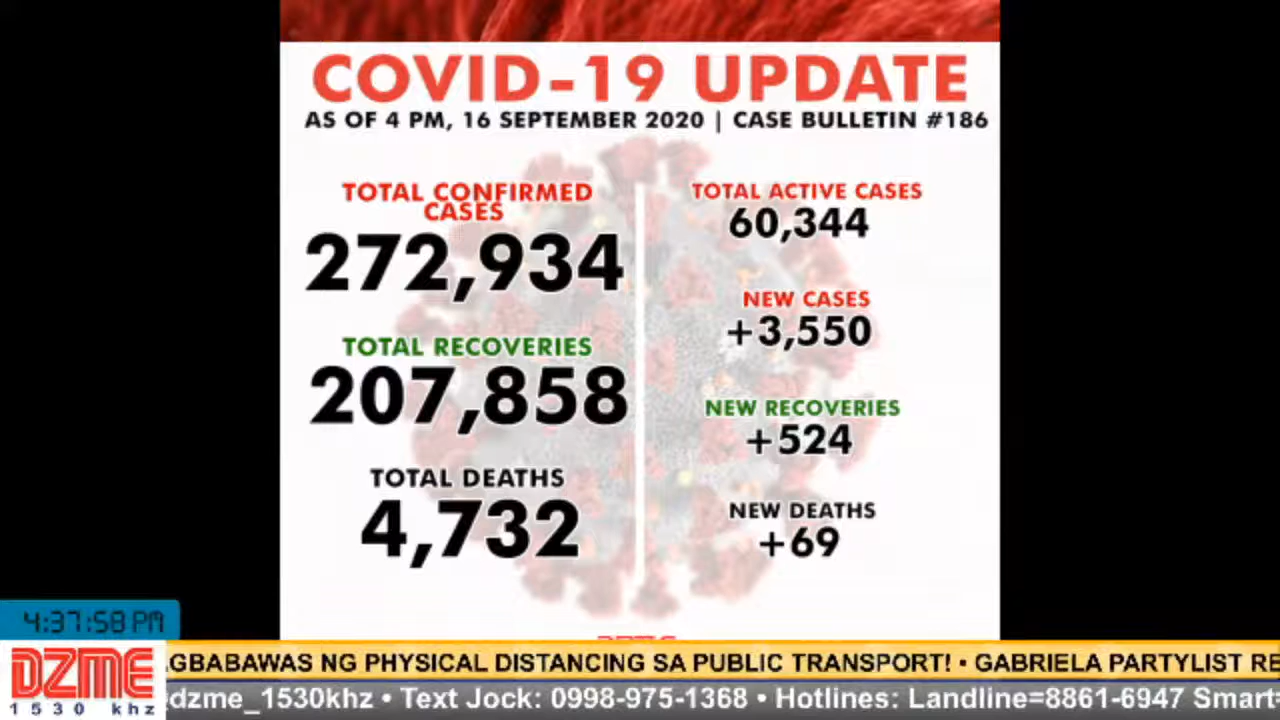 COVID-19 UPDATE
AS OF 4 PM, 16 SEPTEMBER 2020 | CASE BULLETIN #186
TOTAL CONFIRMED
CASES
272,934
TOTAL RECOVERIES
207,858
TOTAL DEATHS
4,732
TOTAL ACTIVE CASES
60,344
NEW CASES
+3,550
NEW RECOVERIES
+524
NEW DEATHS
+69
4:37:58 PM
DZME
1530 khz
AGBABAWAS NG PHYSICAL DISTANCING SA PUBLIC TRANSPORT! • GABRIELA PARTYLIST RE
dzme_1530khz • Text Jock: 0998-975-1368 • Hotlines: Landline=8861-6947 Smart